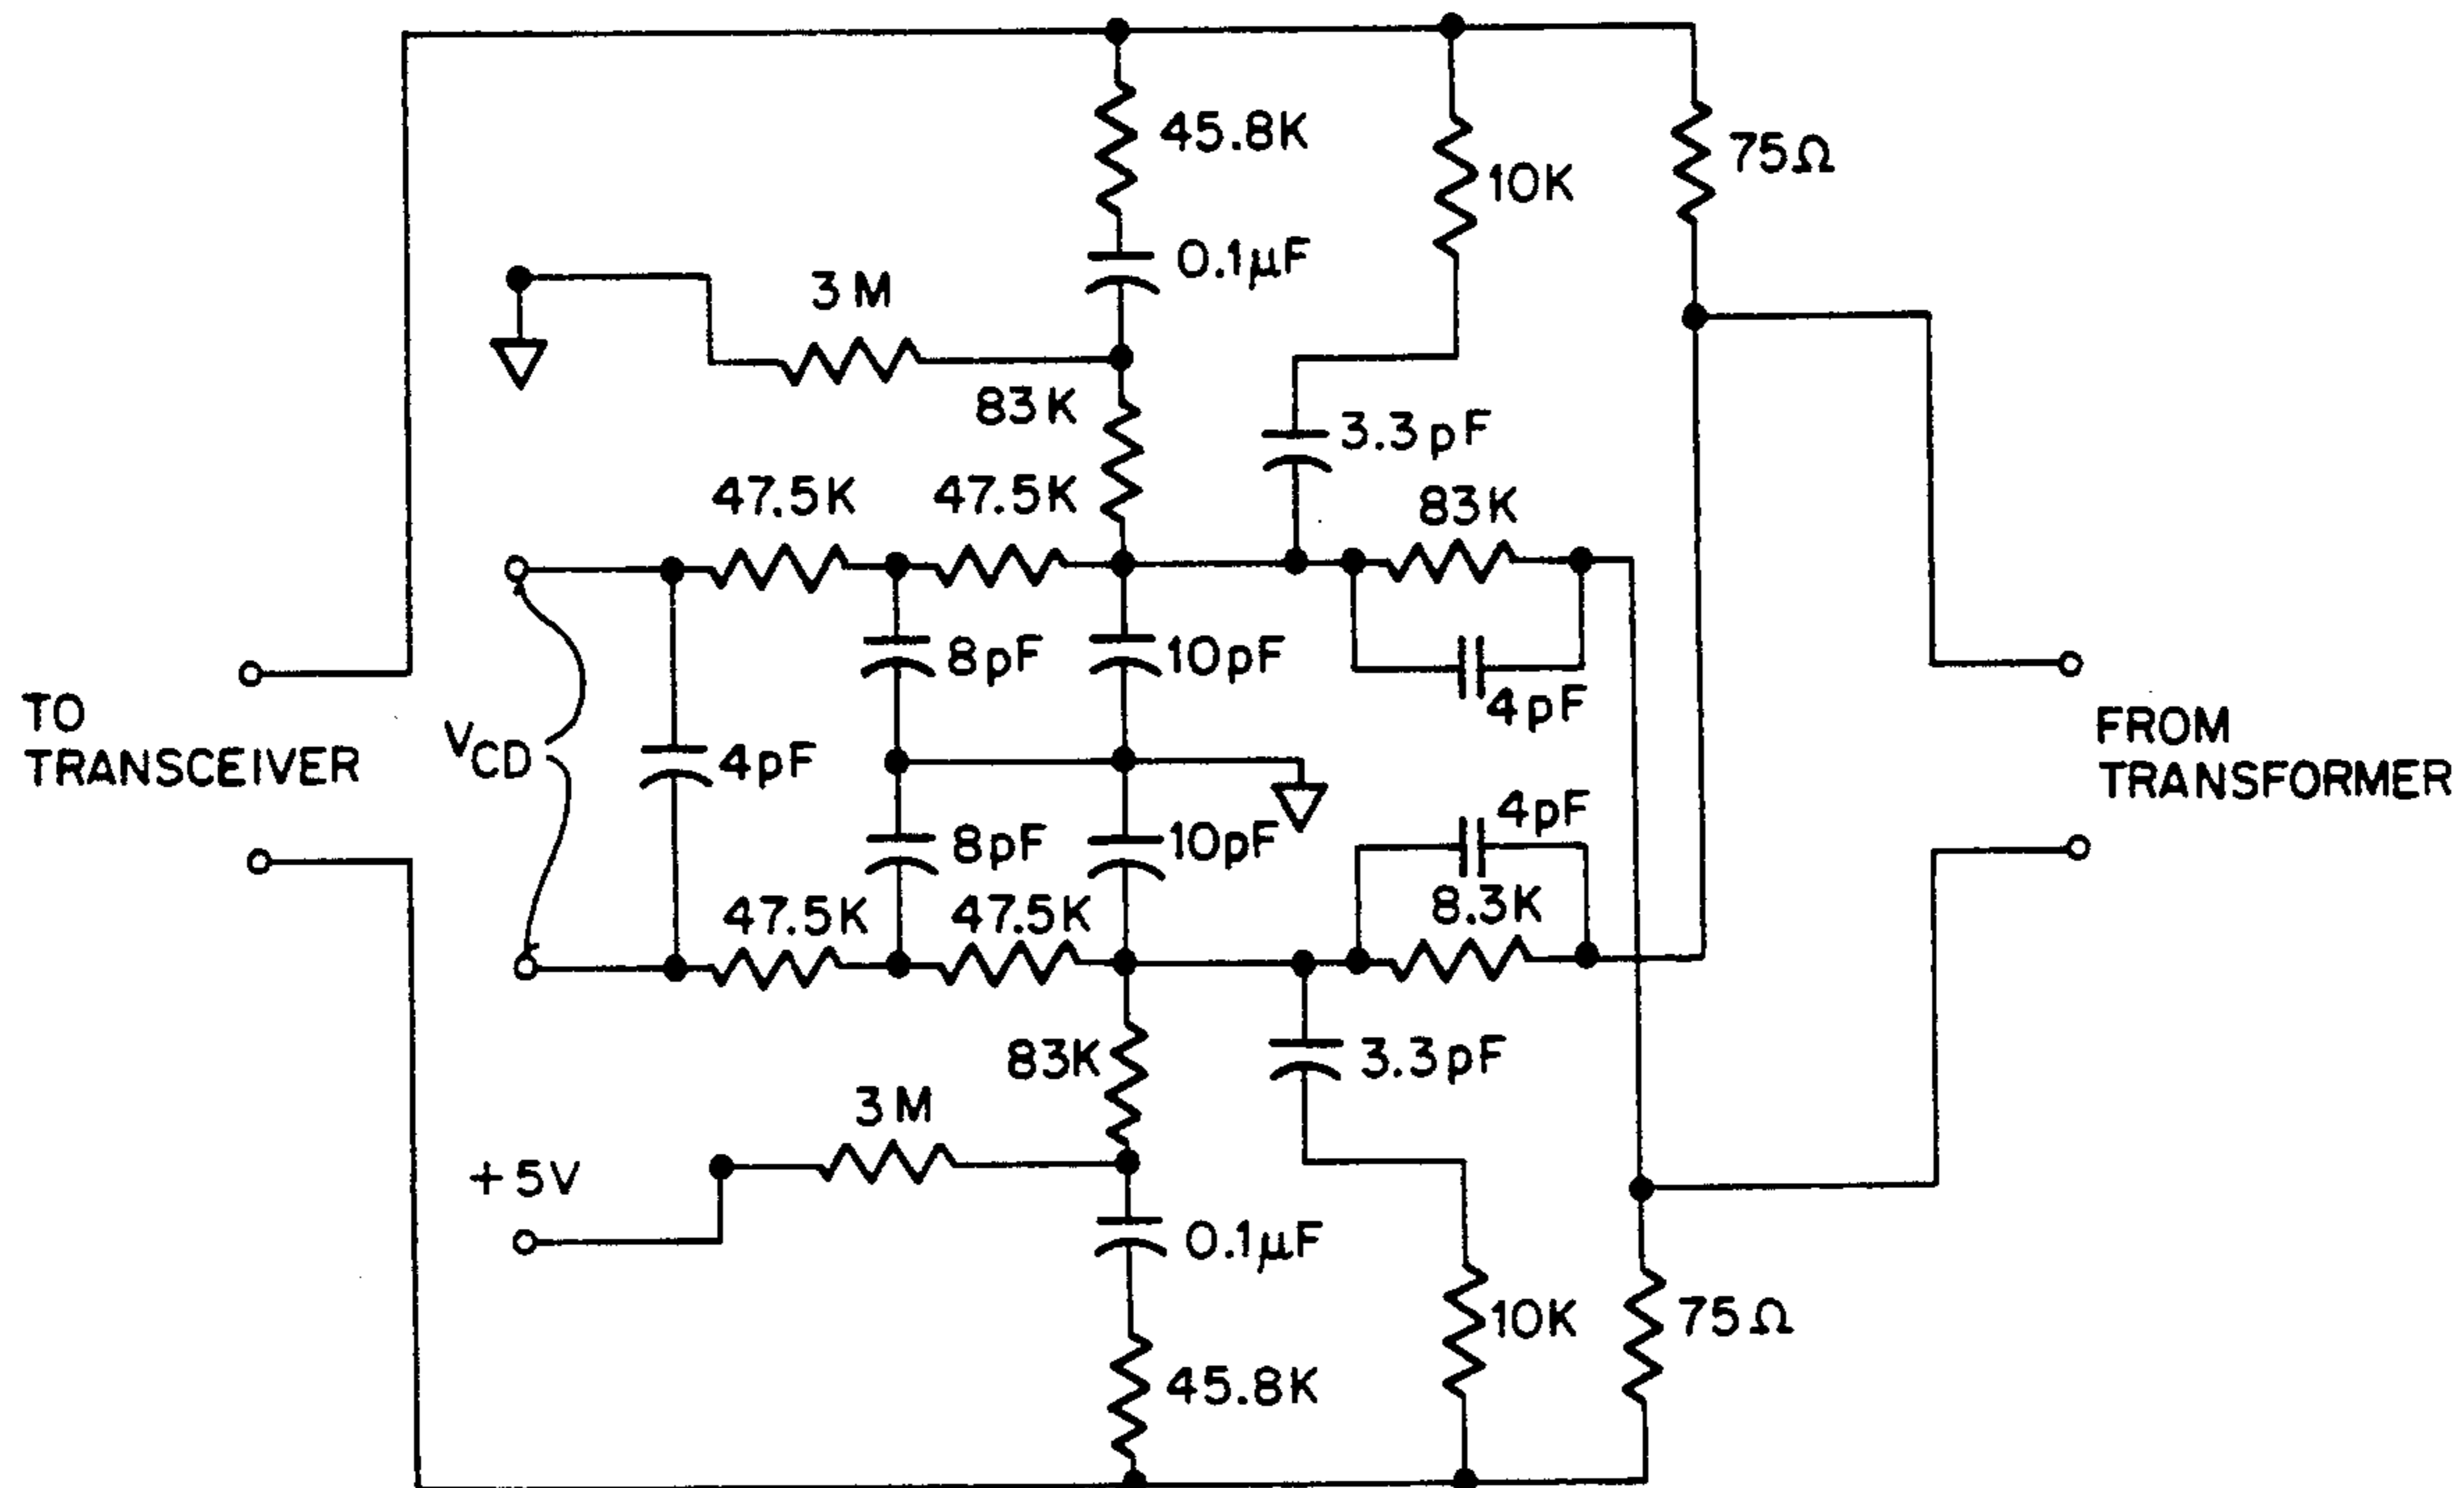 45.8K
10K
75Ω
0.1μF
3M
83K
3.3pF
47.5K
47.5K
83K
8pF
10pF
4pF
TO
TRANSCEIVER
VCD
4pF
FROM
TRANSFORMER
8pF
10pF
4pF
47.5K
47.5K
8.3K
83K
3.3pF
3M
+5V
0.1μF
10K
75Ω
45.8K